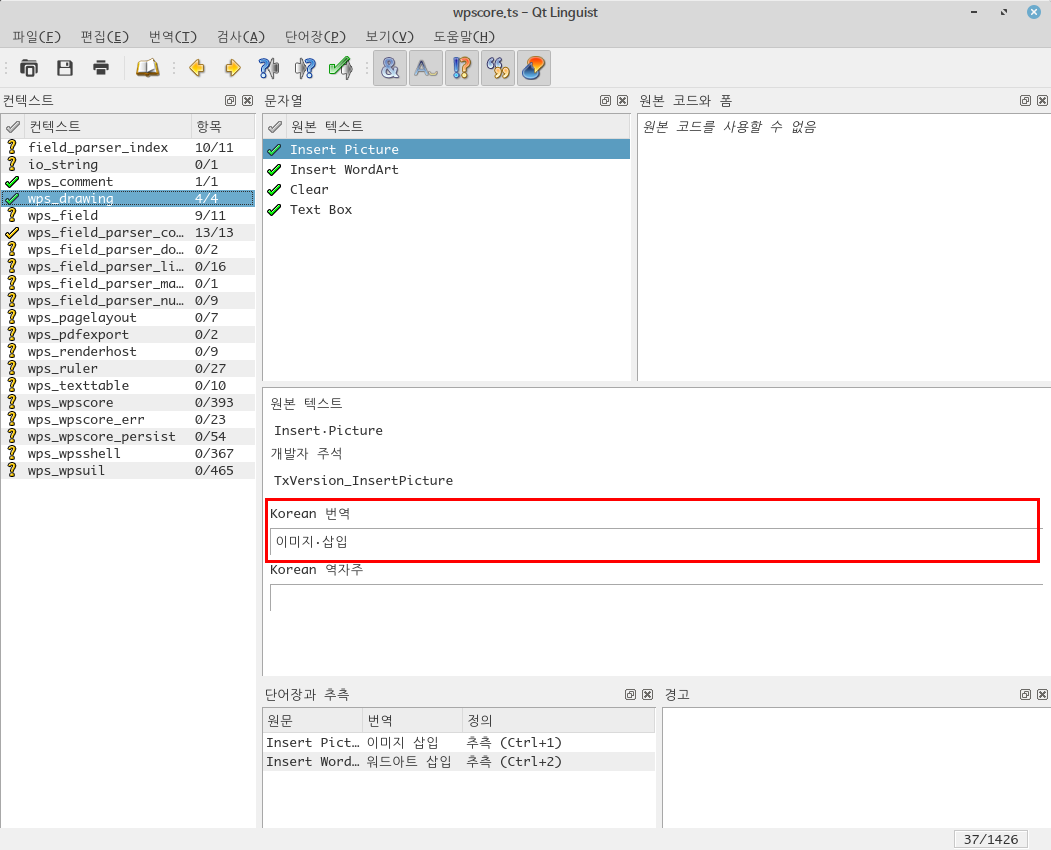 wpscore.ts - Qt Linguist
파일(F) 편집(E) 번역(T) 검사(A) 단어장(P) 보기(V) 도움말(H)
컨텍스트
컨텍스트 항목
field_parser_index 10/11
io_string 0/1
wps_comment 1/1
wps_drawing 4/4
wps_field 9/11
wps_field_parser_co... 13/13
wps_field_parser_do... 0/2
wps_field_parser_li... 0/16
wps_field_parser_ma... 0/1
wps_field_parser_nu... 0/9
wps_pagelayout 0/7
wps_pdfexport 0/2
wps_renderhost 0/9
wps_ruler 0/27
wps_texttable 0/10
wps_wpscore 0/393
wps_wpscore_err 0/23
wps_wpscore_persist 0/54
wps_wpsshell 0/367
wps_wpsuil 0/465
문자열
원본 텍스트
Insert Picture
Insert WordArt
Clear
Text Box
원본 코드와 폼
원본 코드를 사용할 수 없음
원본 텍스트
Insert·Picture
개발자 주석
TxVersion_InsertPicture
Korean 번역
이미지·삽입
Korean 역자주
단어장과 추측
원문 번역 정의
Insert Pict... 이미지 삽입 추측 (Ctrl+1)
Insert Word... 워드아트 삽입 추측 (Ctrl+2)
경고
37/1426